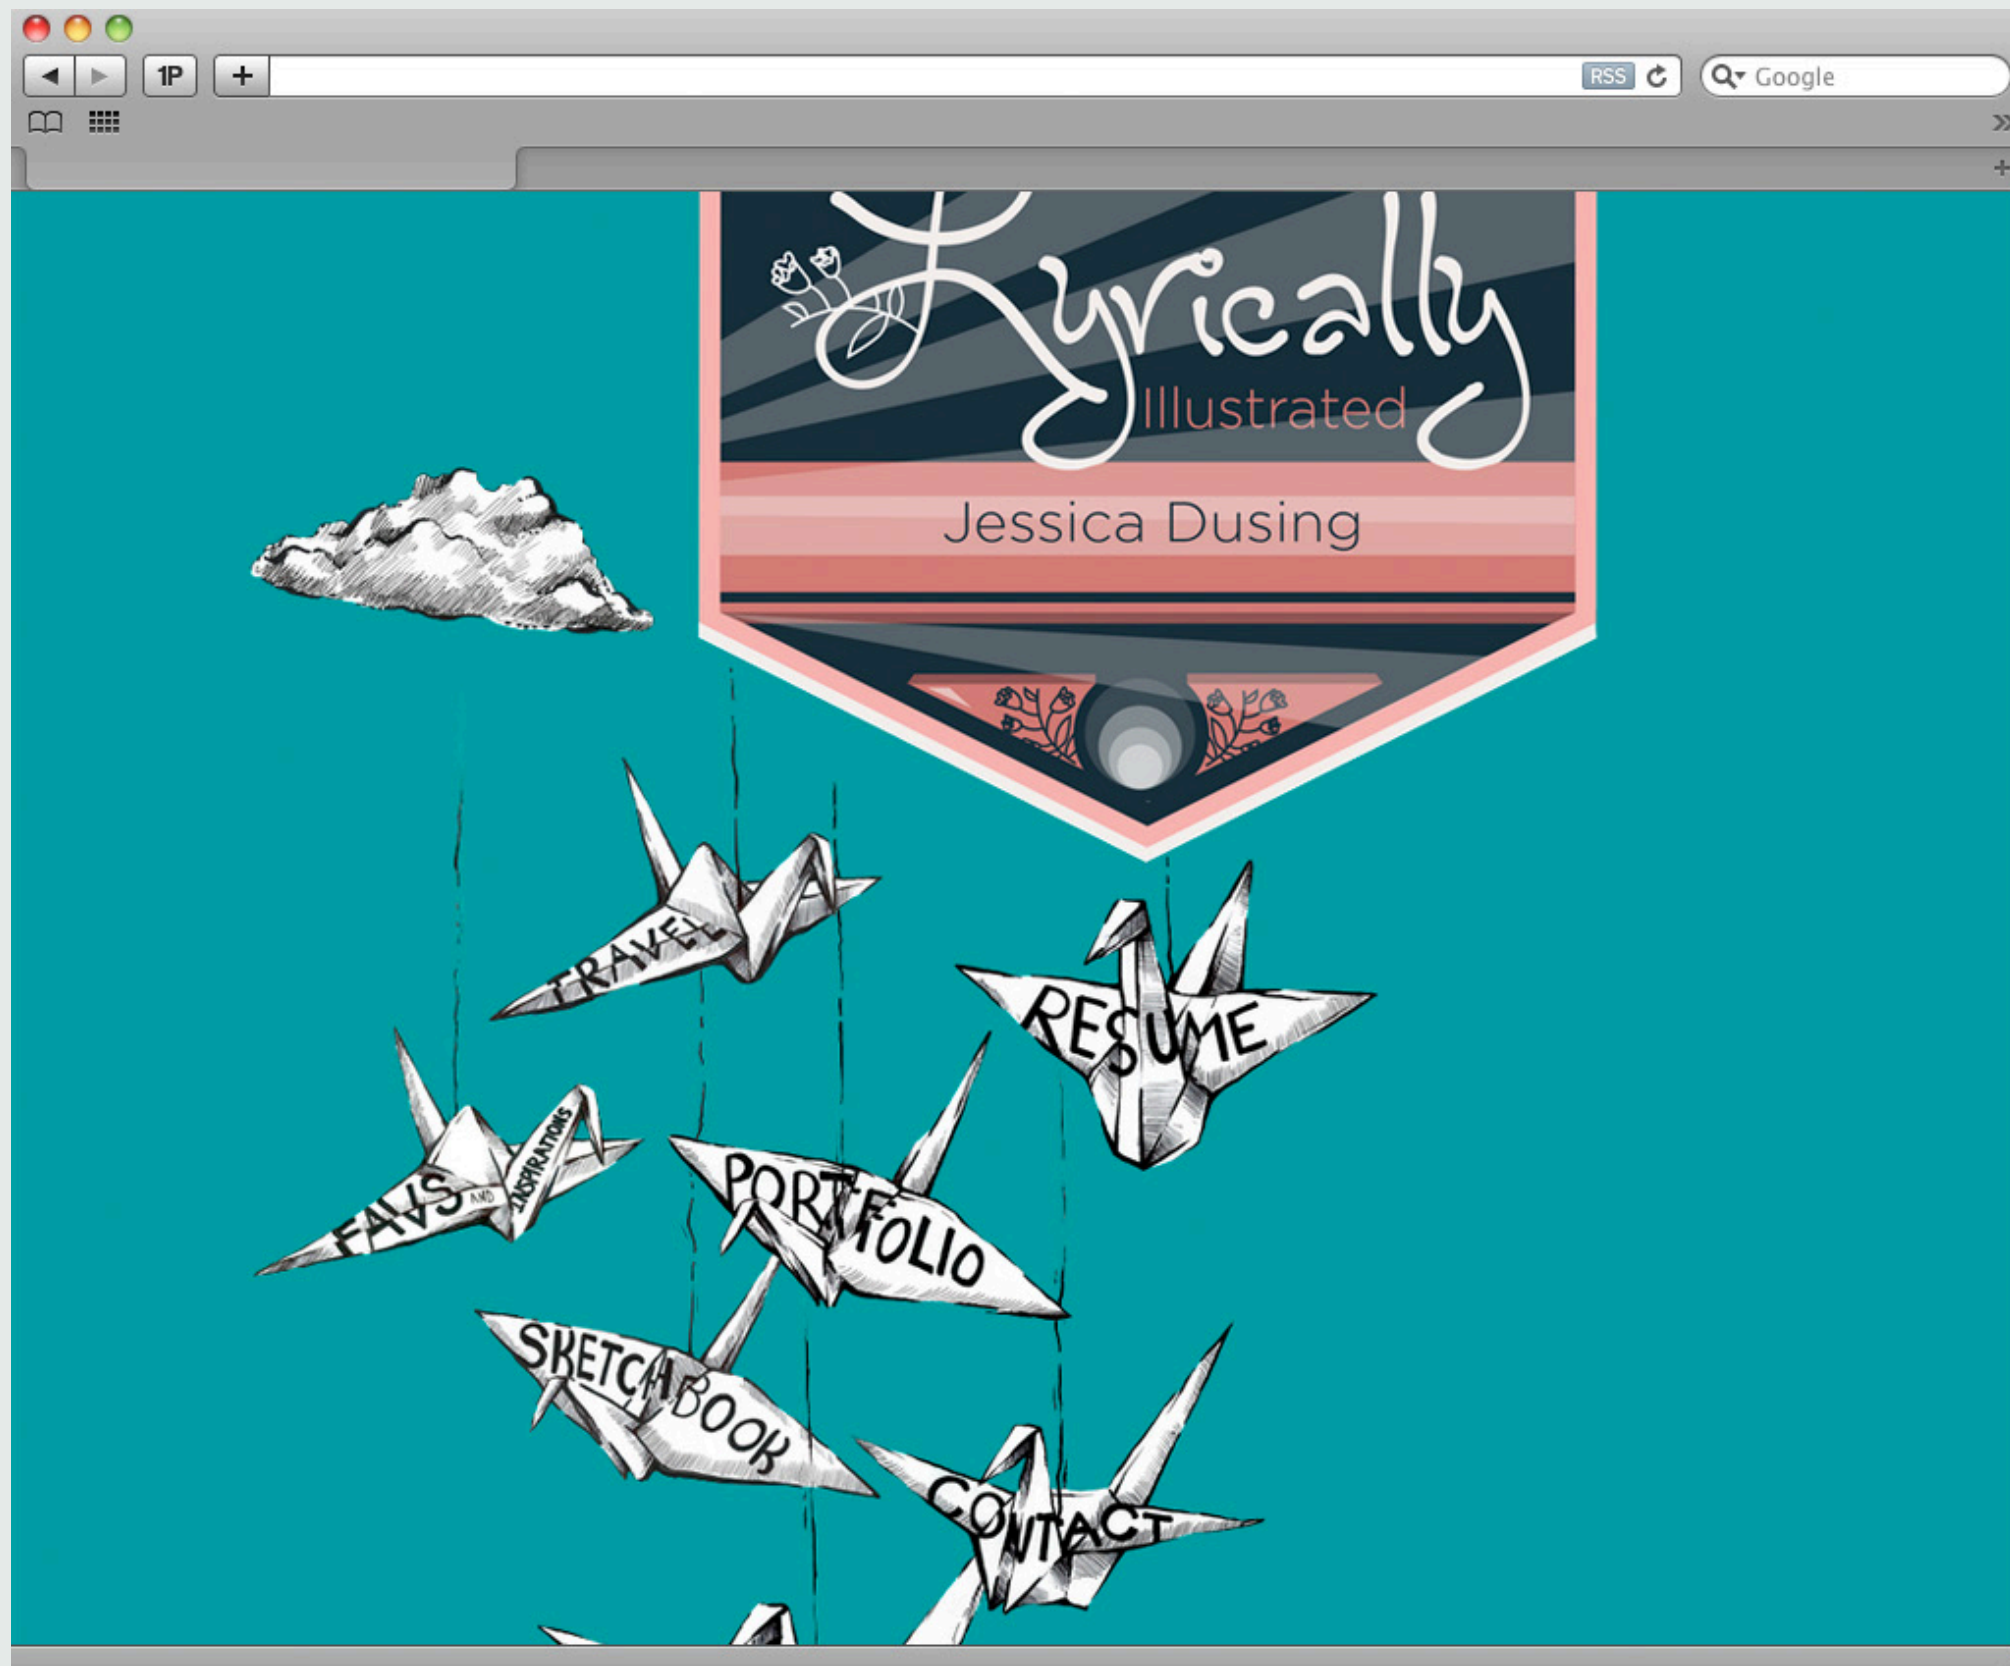 1P
+
RSS
Google
Lyrically
Illustrated
Jessica Dusing
TRAVEL
RESUME
FAVS AND INSPIRATIONS
PORTFOLIO
SKETCHBOOK
CONTACT